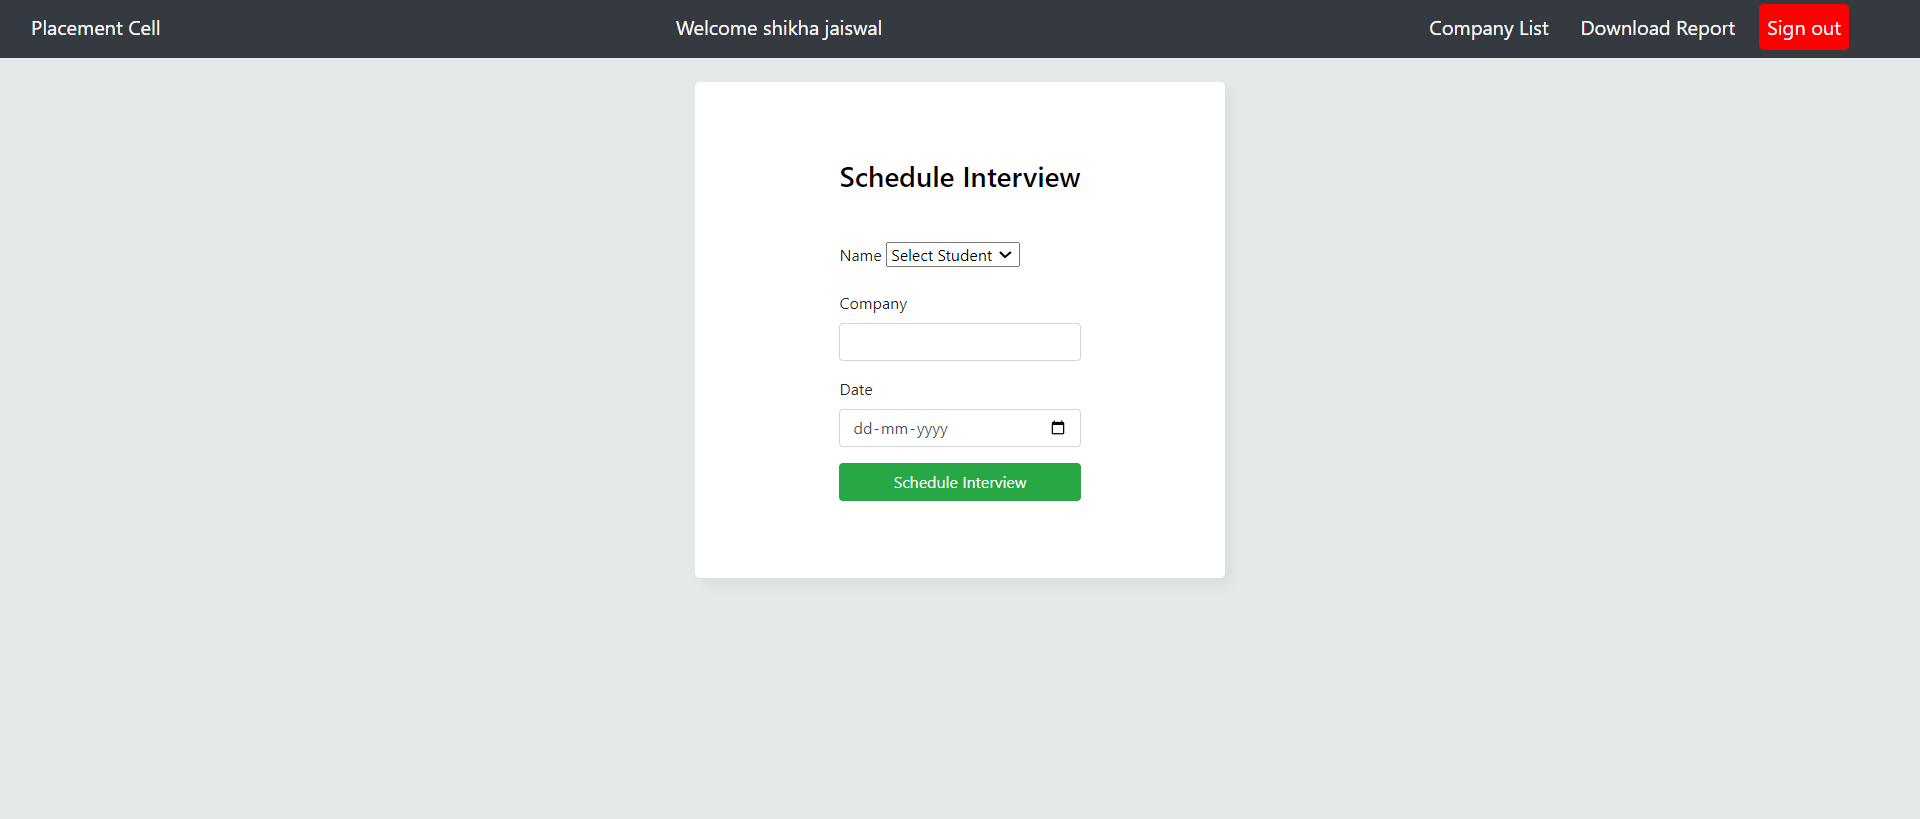 Placement Cell Welcome shikha jaiswal Company List Download Report Sign out
Schedule Interview
Name Select Student
Company
Date
dd-mm-yyyy
Schedule Interview